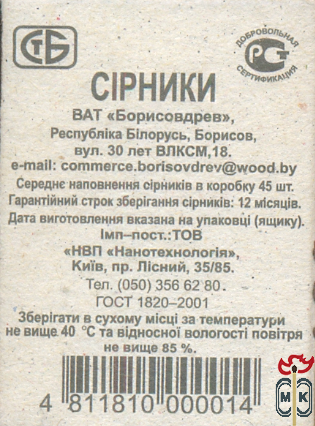 СТБ
ДОБРОВОЛЬНАЯ
РСТ
СЕРТИФИКАЦИЯ
СІРНИКИ
ВАТ «Борисовдрев»,
Республіка Білорусь, Борисов,
вул. 30 лет ВЛКСМ,18.
e-mail: commerce.borisovdrev@wood.by
Середнє наповнення сірників в коробку 45 шт.
Гарантійний строк зберігання сірників: 12 місяців.
Дата виготовлення вказана на упаковці (ящику).
Імп–пост.:ТОВ
«НВП «Нанотехнологія»,
Київ, пр. Лісний, 35/85.
Тел. (050) 356 62 80.
ГОСТ 1820–2001
Зберігати в сухому місці за температури
не вище 40 °С та відносної вологості повітря
не вище 85 %.
4 811810 000014
МК